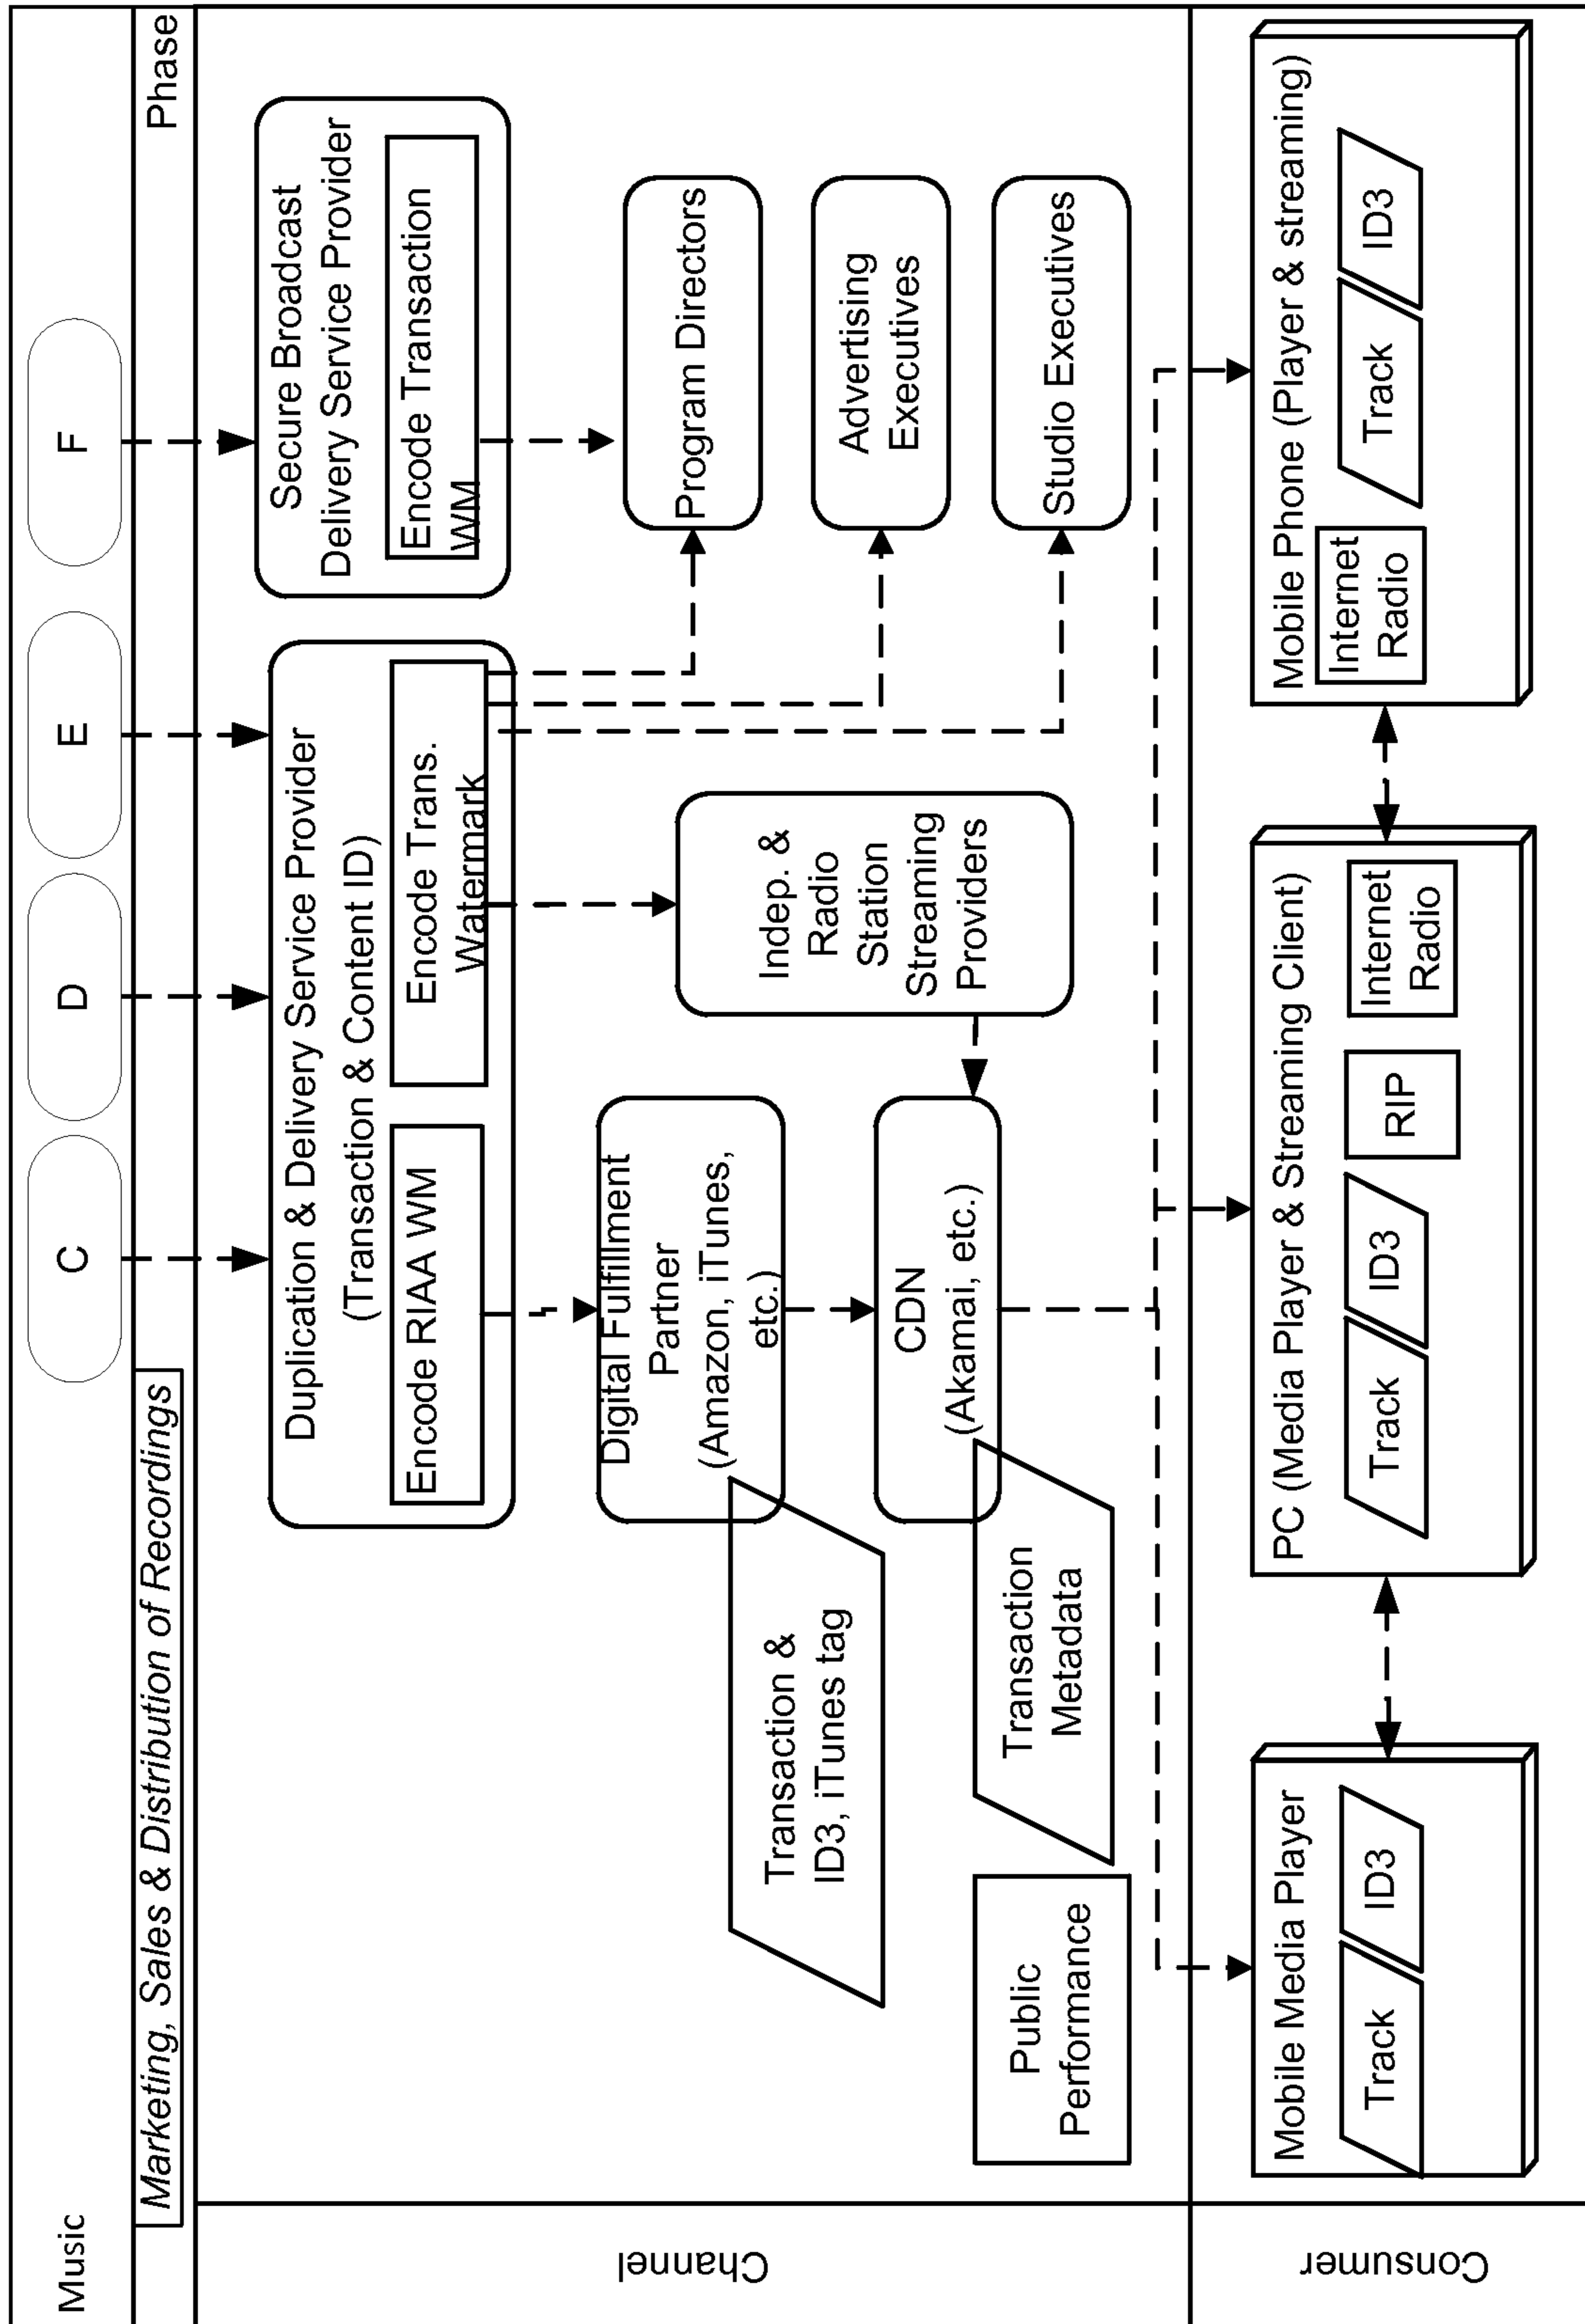 Music
C
D
E
F
Marketing, Sales & Distribution of Recordings
Phase
Channel
Duplication & Delivery Service Provider
(Transaction & Content ID)
Encode RIAA WM
Encode Trans.
Watermark
Secure Broadcast
Delivery Service Provider
Encode Transaction
WM
Digital Fulfillment
Partner
(Amazon, iTunes,
etc.)
Transaction &
ID3, iTunes tag
Indep. &
Radio
Station
Streaming
Providers
Program Directors
Advertising
Executives
Studio Executives
CDN
(Akamai, etc.)
Transaction
Metadata
Public
Performance
Consumer
Mobile Media Player
Track
ID3
PC (Media Player & Streaming Client)
Track
ID3
RIP
Internet
Radio
Mobile Phone (Player & streaming)
Internet
Radio
Track
ID3